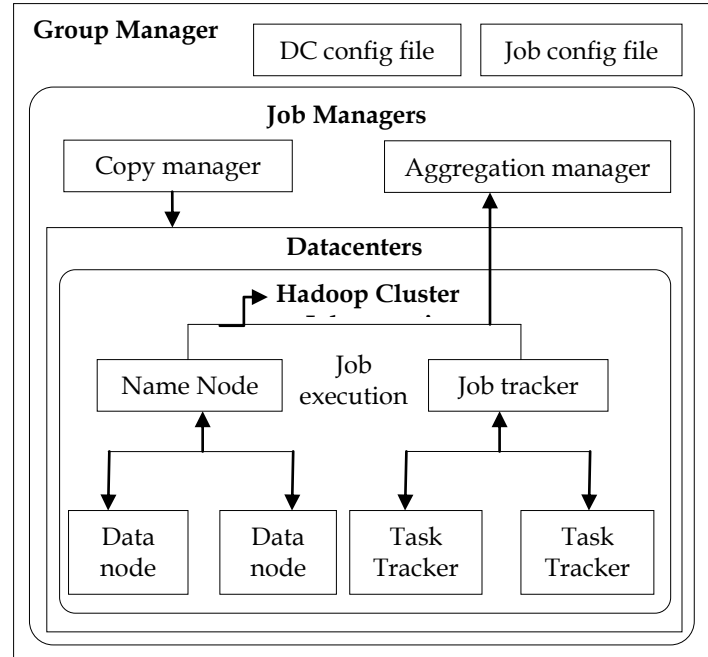 Group Manager
DC config file
Job config file
Job Managers
Copy manager
Aggregation manager
Datacenters
Hadoop Cluster
Name Node
Job
execution
Job tracker
Data
node
Data
node
Task
Tracker
Task
Tracker